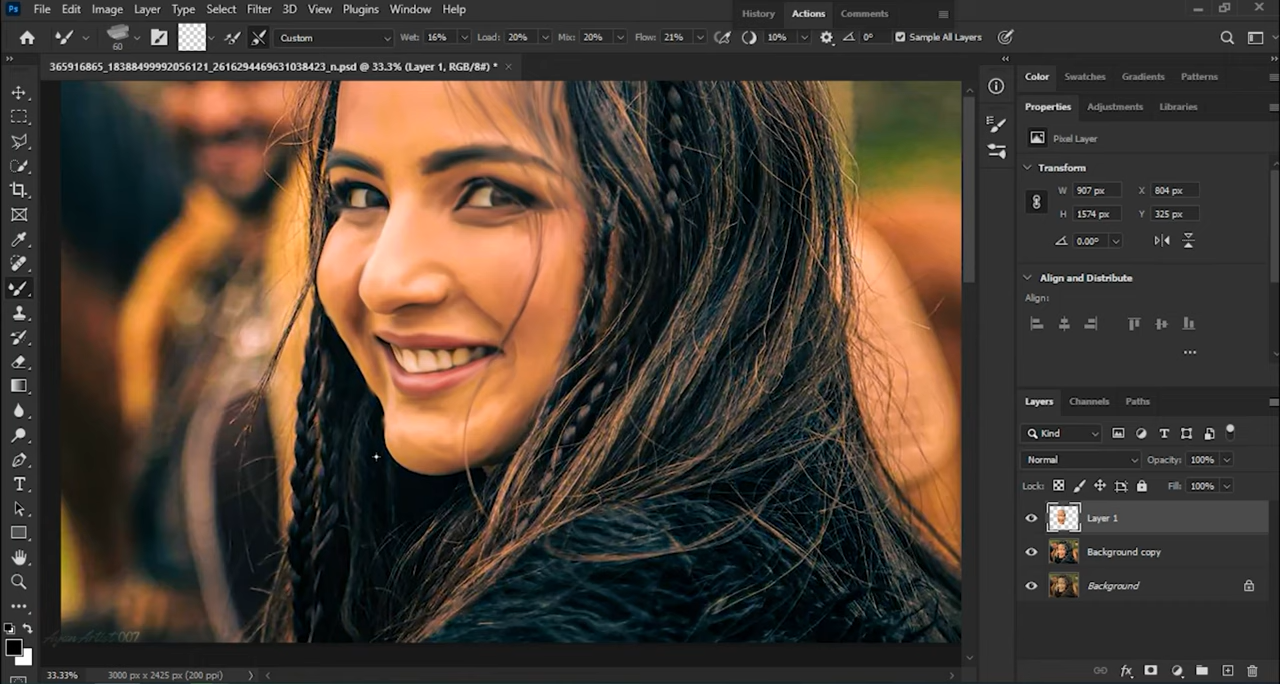 Ps File Edit Image Layer Type Select Filter 3D View Plugins Window Help
History Actions Comments
60 Custom Wet: 16% Load: 20% Mix: 20% Flow: 21% 10% 0° Sample All Layers
365916865_18388499992056121_2616294469631038423_n.psd @ 33.3% (Layer 1, RGB/8#) *
Color Swatches Gradients Patterns
Properties Adjustments Libraries
Pixel Layer
Transform
W 907 px X 804 px
H 1574 px Y 325 px
0.00°
Align and Distribute
Align:
Layers Channels Paths
Kind
Normal Opacity: 100%
Lock: Fill: 100%
Layer 1
Background copy
Background
33.33% 3000 px x 2425 px (200 ppi)